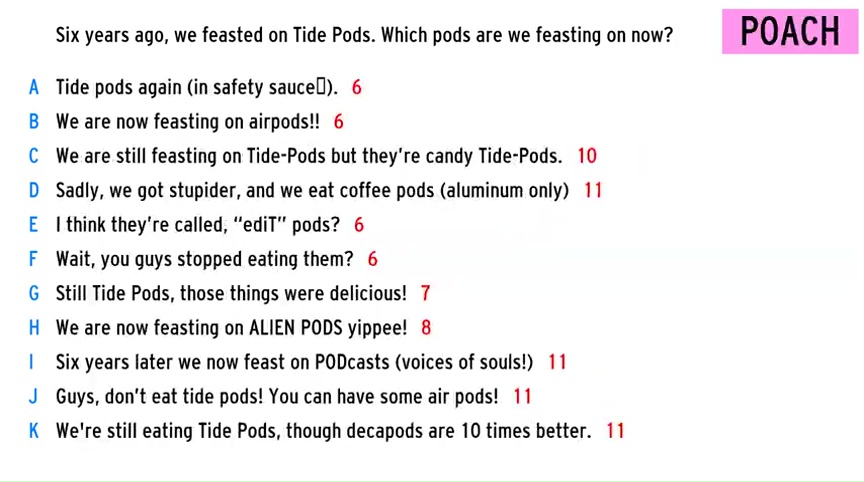 Six years ago, we feasted on Tide Pods. Which pods are we feasting on now?
POACH
A Tide pods again (in safety sauce▯). 6
B We are now feasting on airpods!! 6
C We are still feasting on Tide-Pods but they're candy Tide-Pods. 10
D Sadly, we got stupider, and we eat coffee pods (aluminum only) 11
E I think they're called, “ediT” pods? 6
F Wait, you guys stopped eating them? 6
G Still Tide Pods, those things were delicious! 7
H We are now feasting on ALIEN PODS yippee! 8
I Six years later we now feast on PODcasts (voices of souls!) 11
J Guys, don't eat tide pods! You can have some air pods! 11
K We're still eating Tide Pods, though decapods are 10 times better. 11